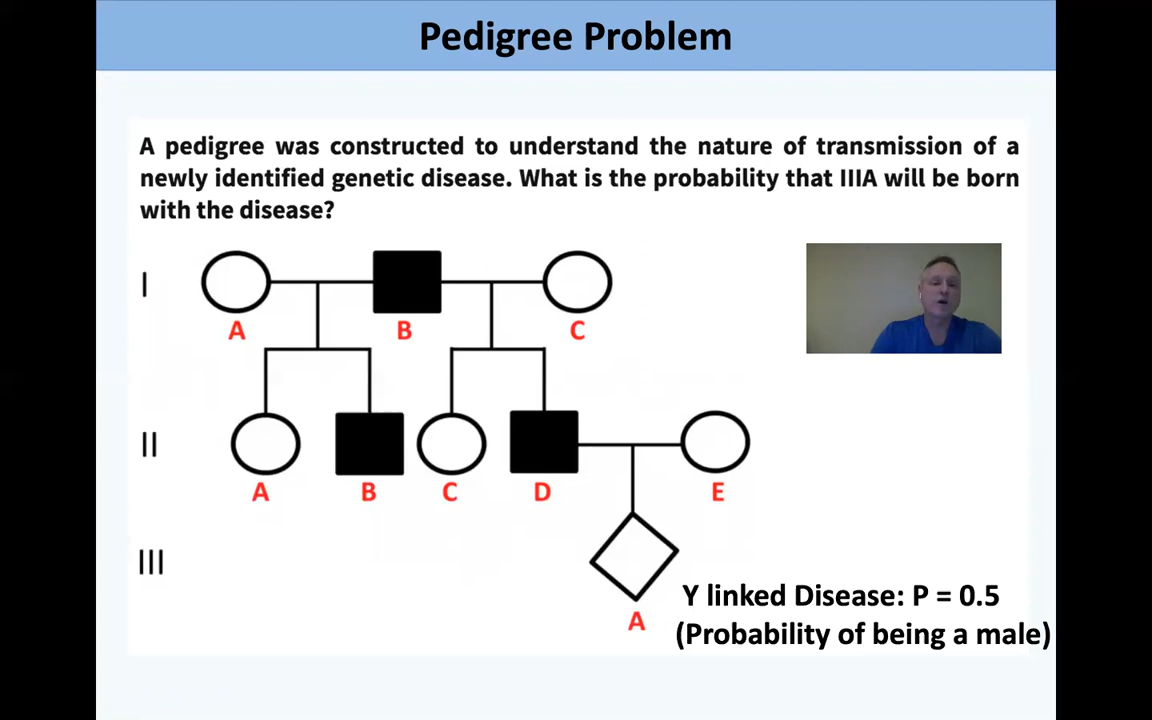 Pedigree Problem
A pedigree was constructed to understand the nature of transmission of a
newly identified genetic disease. What is the probability that IIIA will be born
with the disease?
I
A B C
II
A B C D E
III
A
Y linked Disease: P = 0.5
(Probability of being a male)